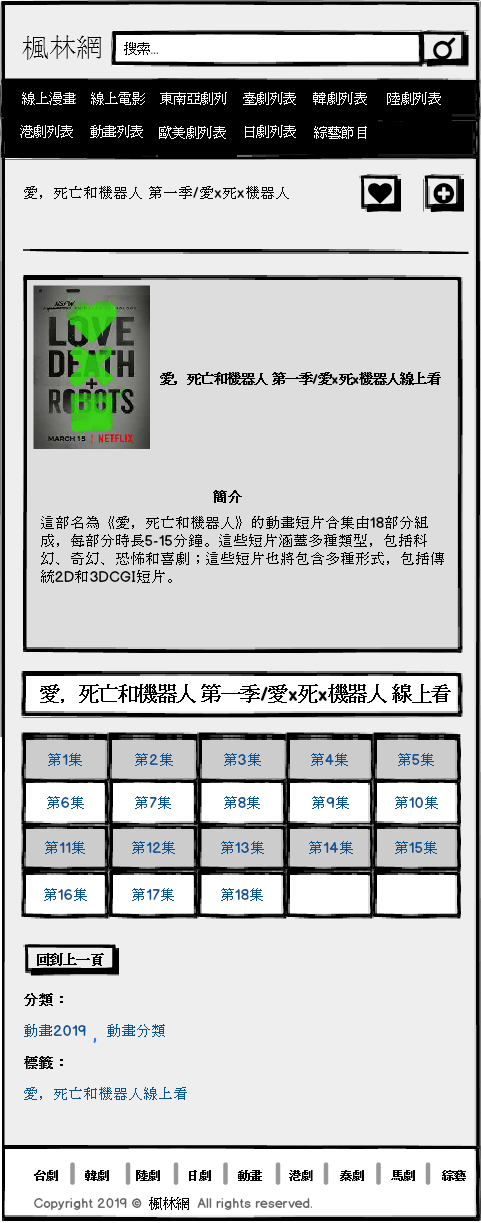 楓林網
搜索...
線上漫畫 線上電影 東南亞劇列 臺劇列表 韓劇列表 陸劇列表
港劇列表 動畫列表 歐美劇列表 日劇列表 綜藝節目
愛，死亡和機器人 第一季/愛x死x機器人
NSFW
LOVE
DEATH
+
ROBOTS
MARCH 15 | NETFLIX
愛，死亡和機器人 第一季/愛x死x機器人線上看
簡介
這部名為《愛，死亡和機器人》的動畫短片合集由18部分組
成，每部分時長5-15分鐘。這些短片涵蓋多種類型，包括科
幻、奇幻、恐怖和喜劇；這些短片也將包含多種形式，包括傳
統2D和3DCGI短片。
愛，死亡和機器人 第一季/愛x死x機器人 線上看
第1集 第2集 第3集 第4集 第5集
第6集 第7集 第8集 第9集 第10集
第11集 第12集 第13集 第14集 第15集
第16集 第17集 第18集
回到上一頁
分類：
動畫2019 , 動畫分類
標籤：
愛，死亡和機器人線上看
台劇 | 韓劇 | 陸劇 | 日劇 | 動畫 | 港劇 | 泰劇 | 馬劇 | 綜藝
Copyright 2019 © 楓林網 All rights reserved.